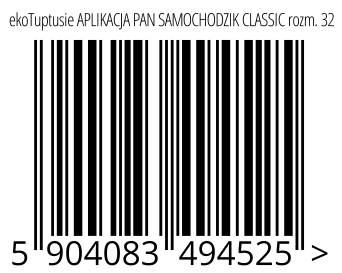 ekoTuptusie APLIKACJA PAN SAMOCHODZIK CLASSIC rozm. 32
5 904083 494525 >